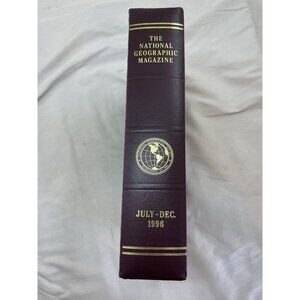 THE
NATIONAL
GEOGRAPHIC
MAGAZINE
JULY-DEC.
1996